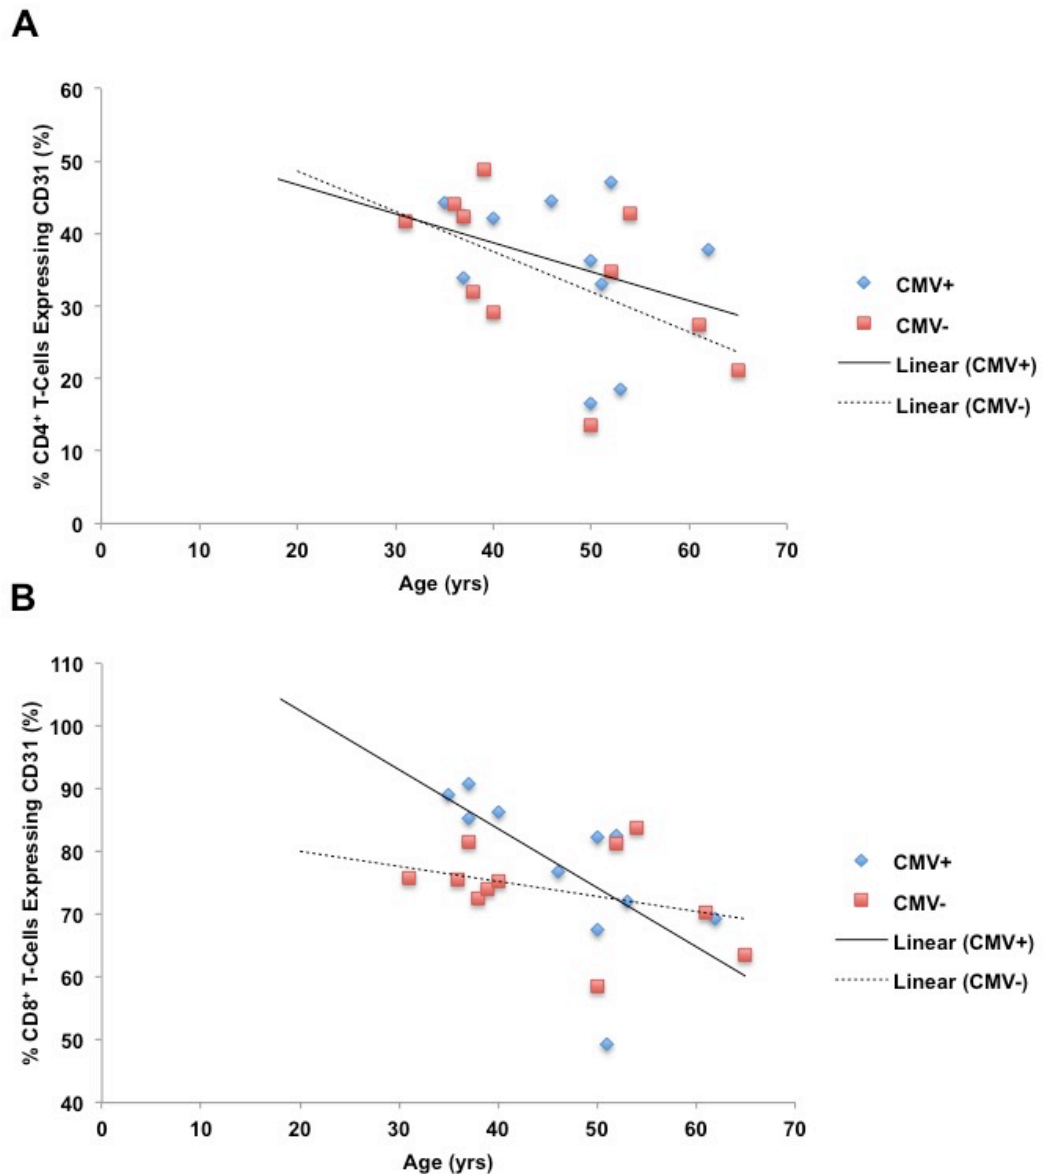 A
60
50
40
30
20
10
0
% CD4⁺ T-Cells Expressing CD31 (%)
0 10 20 30 40 50 60 70
Age (yrs)
CMV+
CMV-
Linear (CMV+)
Linear (CMV-)
B
110
100
90
80
70
60
50
40
% CD8⁺ T-Cells Expressing CD31 (%)
0 10 20 30 40 50 60 70
Age (yrs)
CMV+
CMV-
Linear (CMV+)
Linear (CMV-)